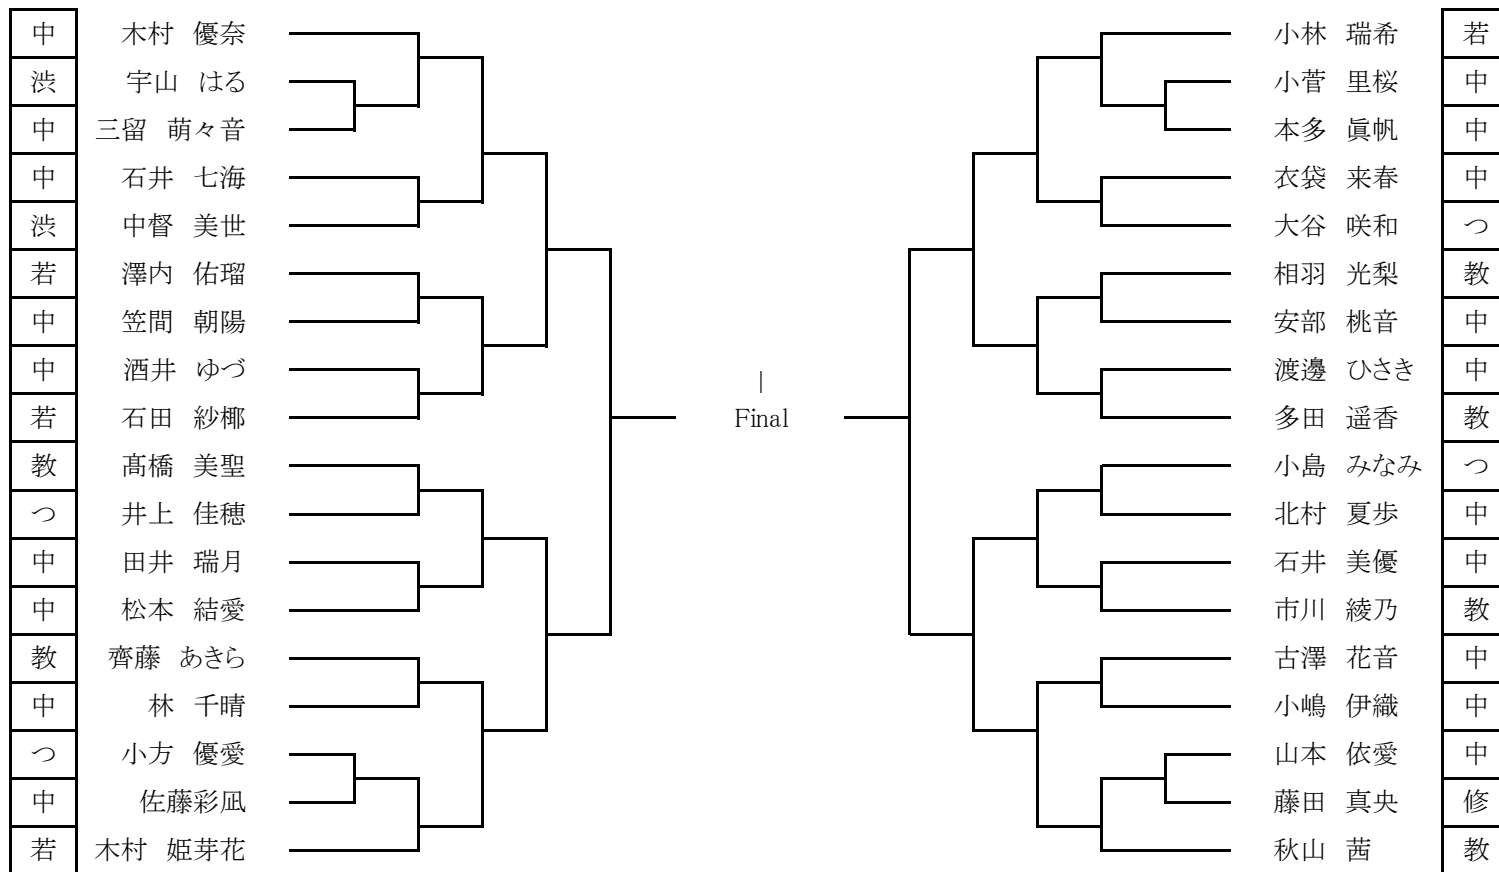 中 木村 優奈 小林 瑞希 若
渋 宇山 はる 小菅 里桜 中
中 三留 萌々音 本多 眞帆 中
中 石井 七海 衣袋 来春 中
渋 中督 美世 大谷 咲和 つ
若 澤内 佑瑠 相羽 光梨 教
中 笠間 朝陽 安部 桃音 中
中 酒井 ゆづ 渡邊 ひさき 中
|
若 石田 紗椰 Final 多田 遥香 教
教 髙橋 美聖 小島 みなみ つ
つ 井上 佳穂 北村 夏歩 中
中 田井 瑞月 石井 美優 中
中 松本 結愛 市川 綾乃 教
教 齊藤 あきら 古澤 花音 中
中 林 千晴 小嶋 伊織 中
つ 小方 優愛 山本 依愛 中
中 佐藤彩凪 藤田 真央 修
若 木村 姫芽花 秋山 茜 教